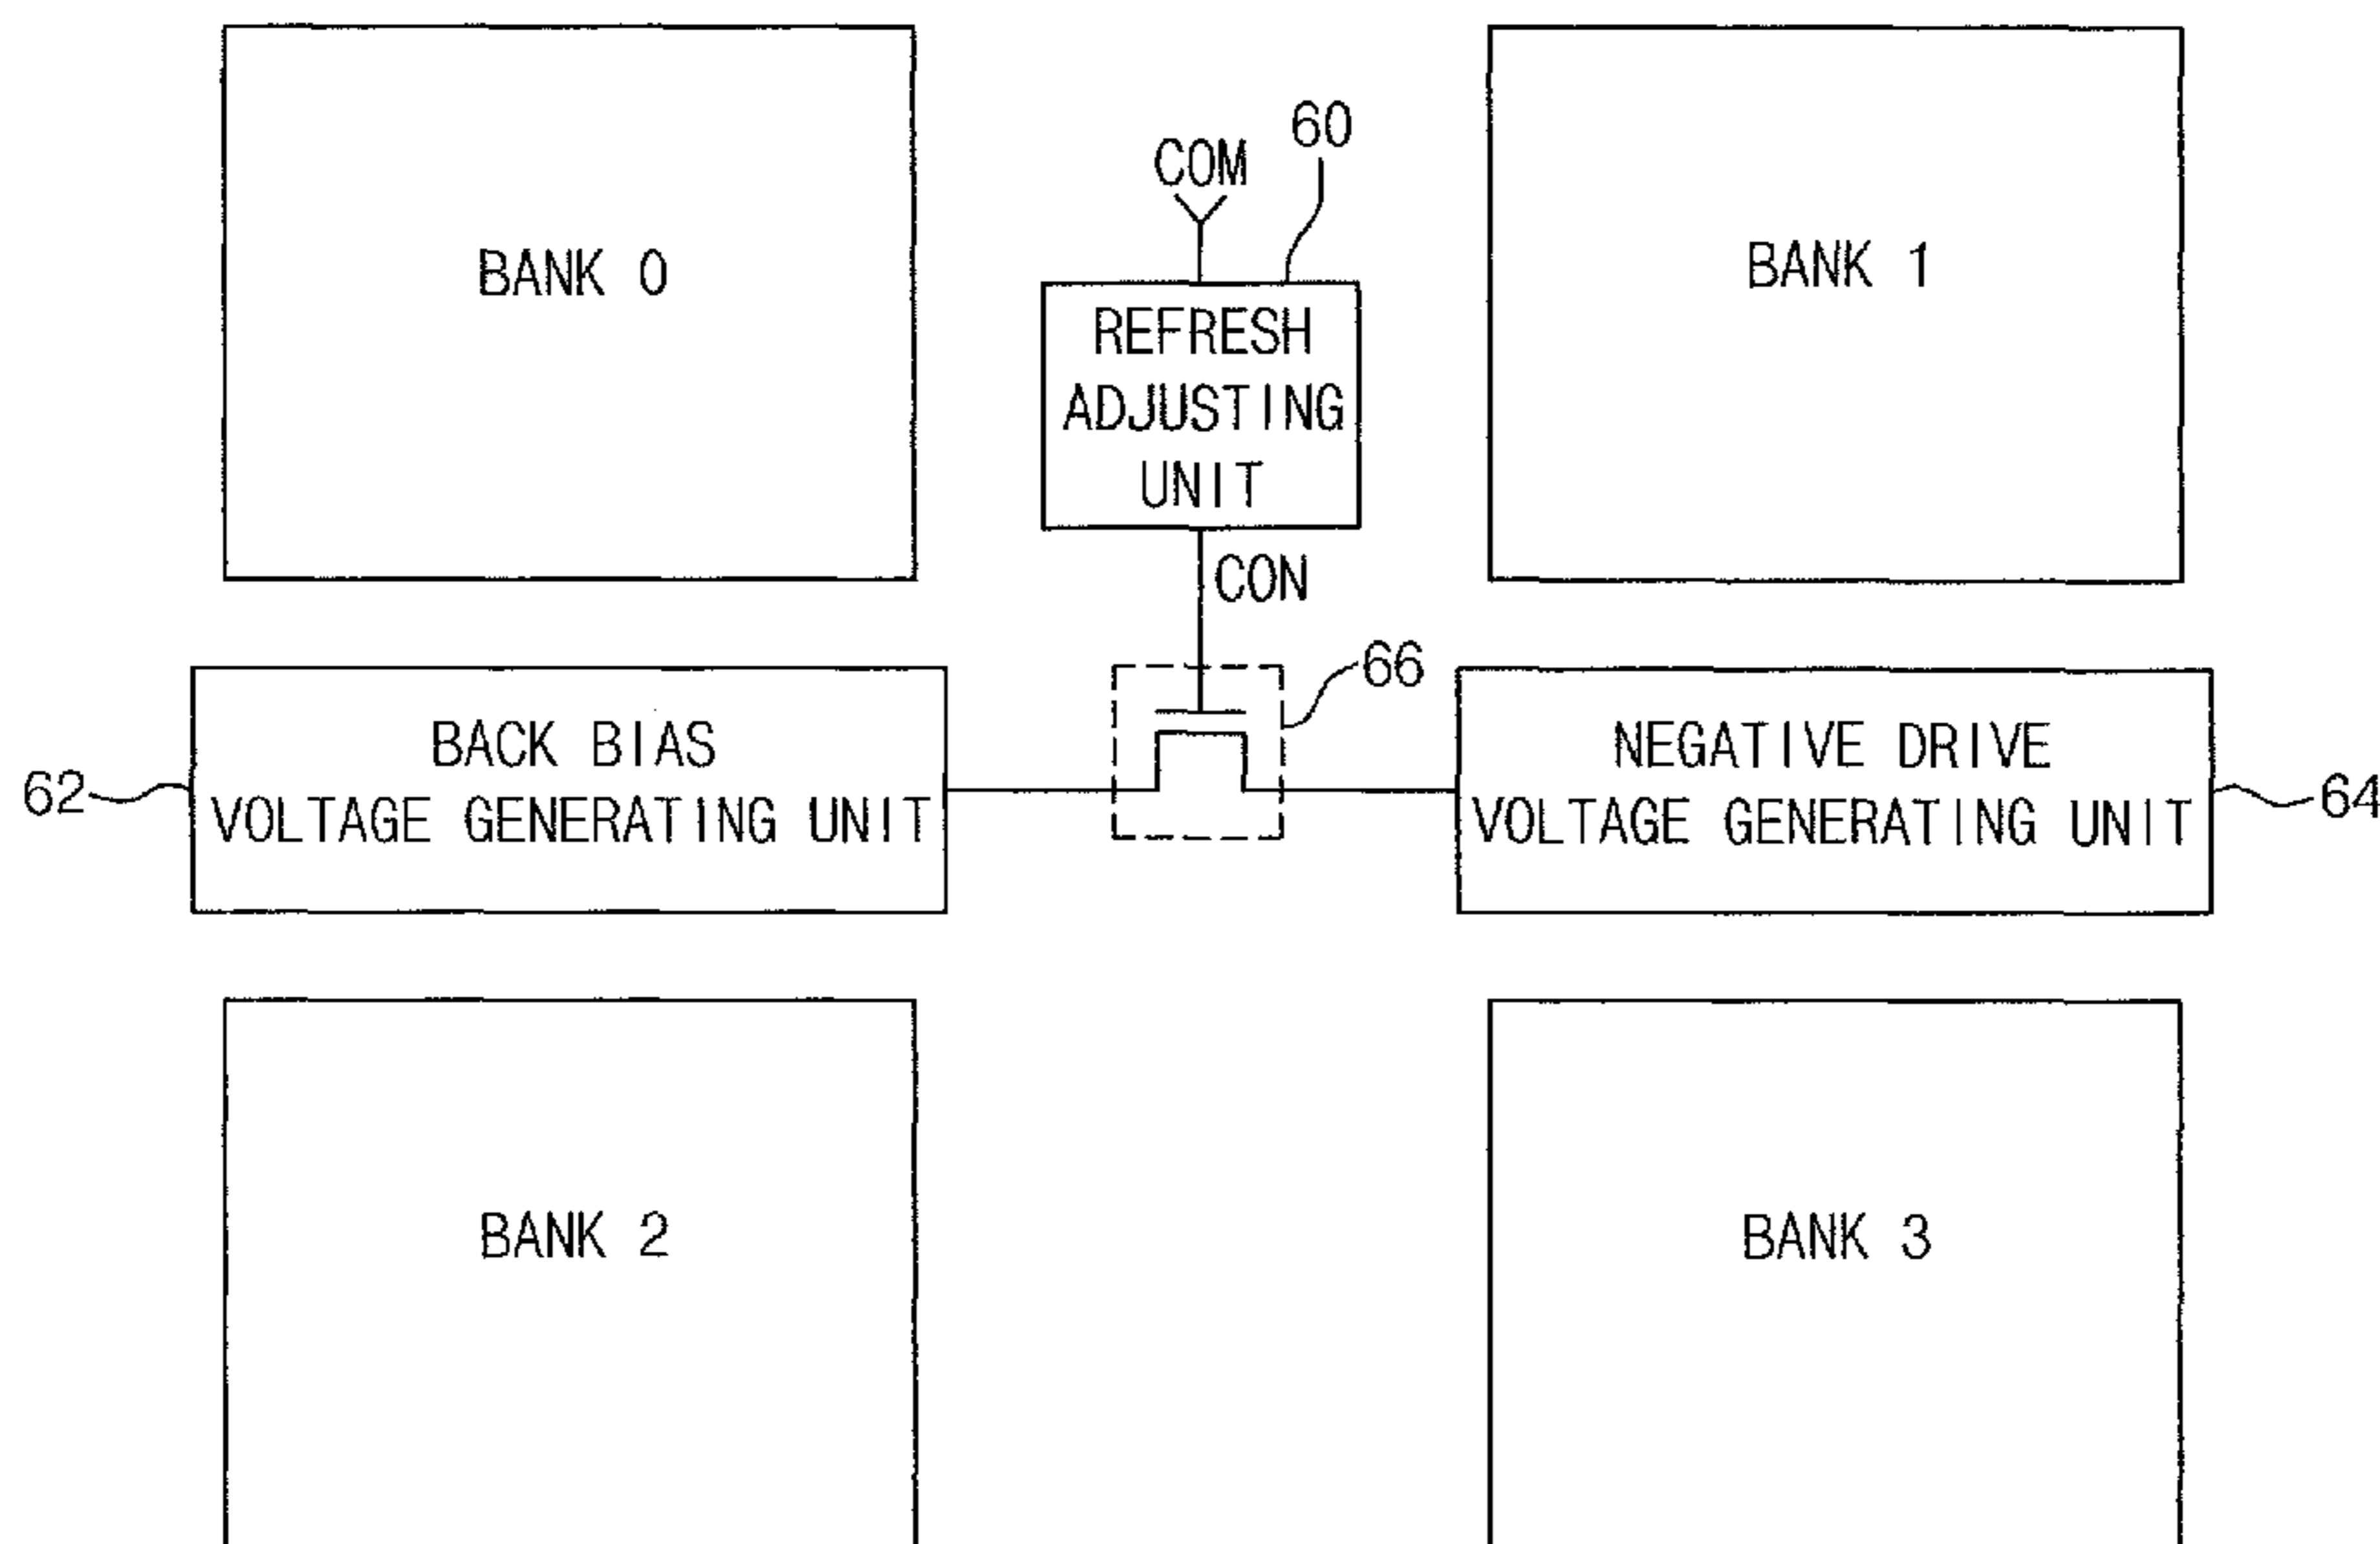 60
COM
BANK 0
BANK 1
REFRESH
ADJUSTING
UNIT
CON
66
BACK BIAS
VOLTAGE GENERATING UNIT
62
NEGATIVE DRIVE
VOLTAGE GENERATING UNIT
64
BANK 2
BANK 3